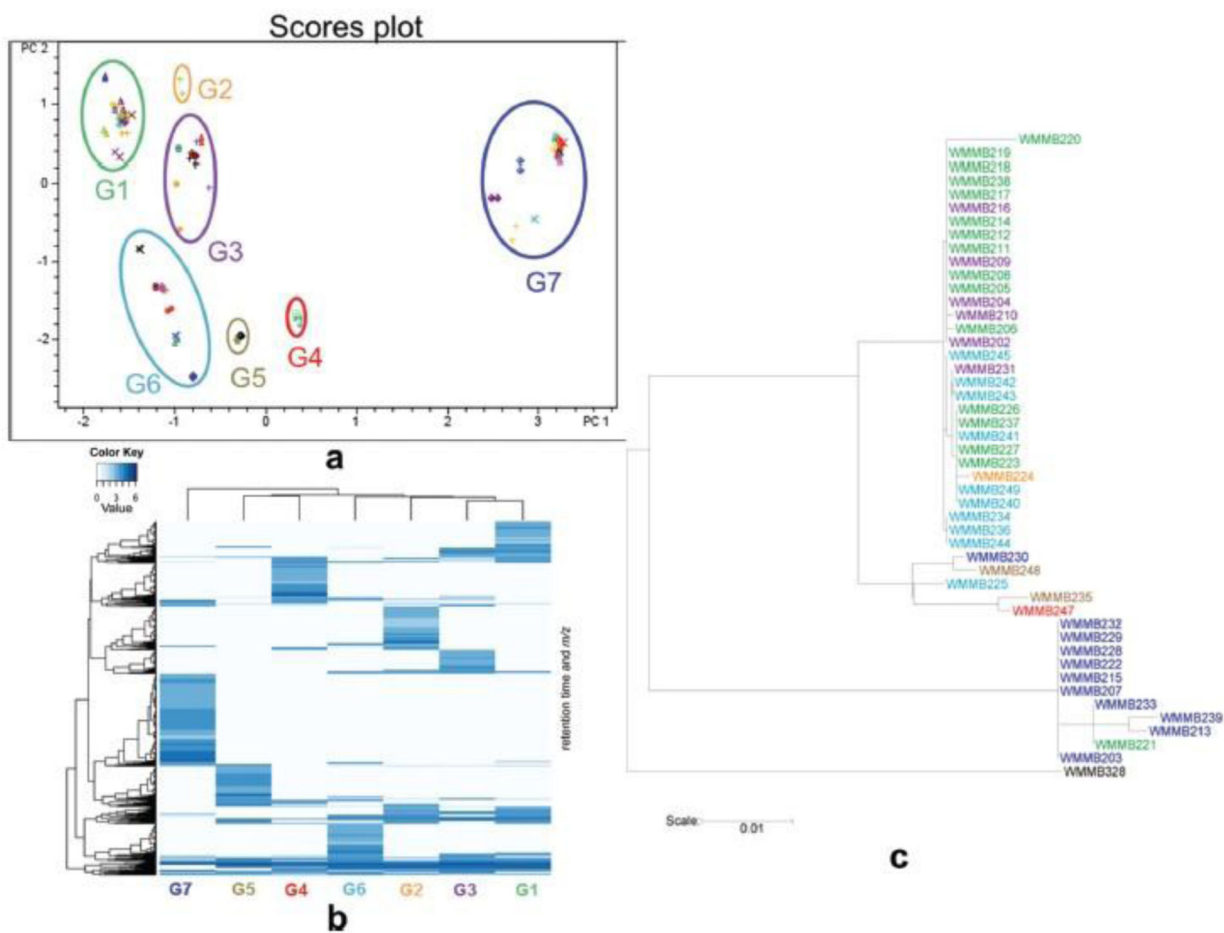 Scores plot
PC 2
1
0
-1
-2
-2
-1
0
1
2
3
PC 1
G1
G2
G3
G4
G5
G6
G7
a
Color Key
0 3 6
Value
retention time and m/z
G7 G5 G4 G6 G2 G3 G1
b
WMMB220
WMMB219
WMMB218
WMMB238
WMMB217
WMMB216
WMMB214
WMMB212
WMMB211
WMMB209
WMMB208
WMMB205
WMMB204
WMMB210
WMMB206
WMMB202
WMMB245
WMMB231
WMMB242
WMMB243
WMMB226
WMMB237
WMMB241
WMMB227
WMMB223
WMMB224
WMMB249
WMMB240
WMMB234
WMMB236
WMMB244
WMMB230
WMMB248
WMMB225
WMMB235
WMMB247
WMMB232
WMMB229
WMMB228
WMMB222
WMMB215
WMMB207
WMMB233
WMMB239
WMMB213
WMMB221
WMMB203
WMMB328
Scale:
0.01
c